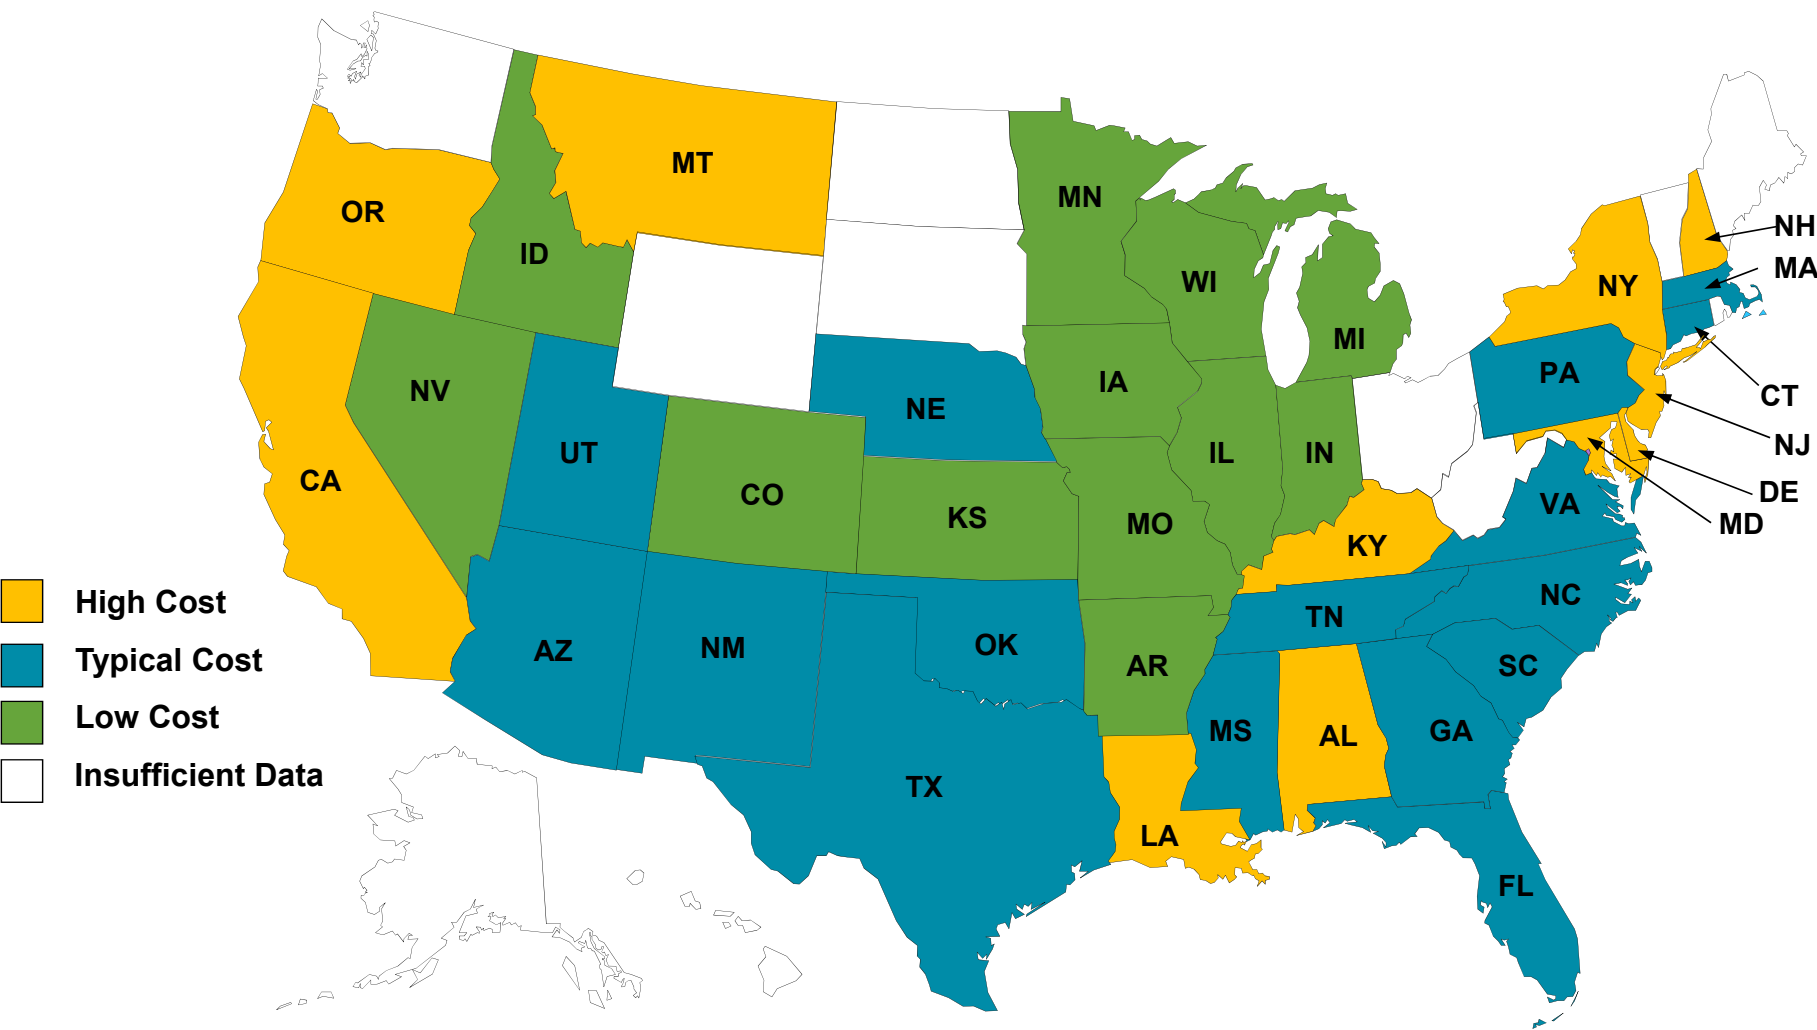 MT
MN
OR
NH
ID
MA
WI
NY
MI
PA
IA
NV
CT
NE
NJ
UT
IL
IN
CA
CO
DE
VA
KS
MO
MD
KY
NC
High Cost
TN
OK
NM
AZ
Typical Cost
AR
SC
Low Cost
MS
GA
AL
Insufficient Data
TX
LA
FL